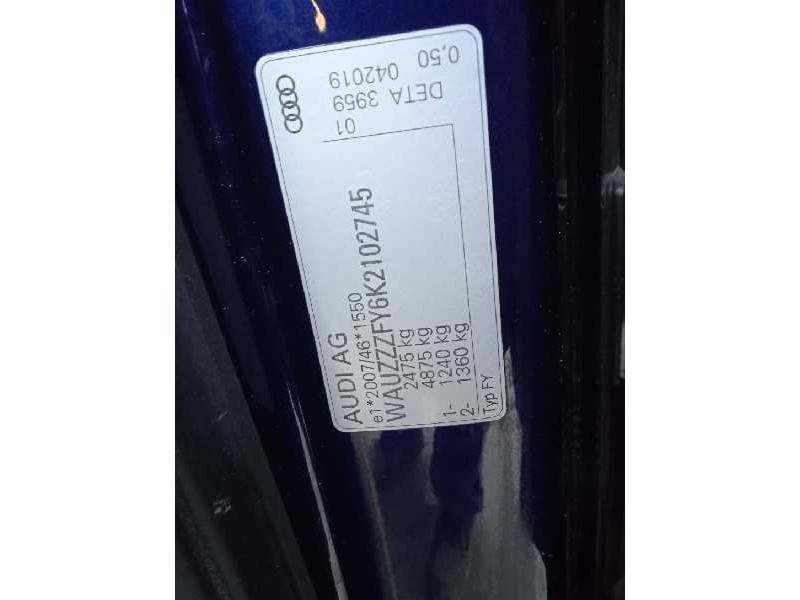 AUDI AG
e1*2007/46*1550
WAUZZZFY6K2102745
2475 kg
4875 kg
1- 1240 kg
2- 1360 kg
Typ FY
01
DETA 3959
0,50 042019